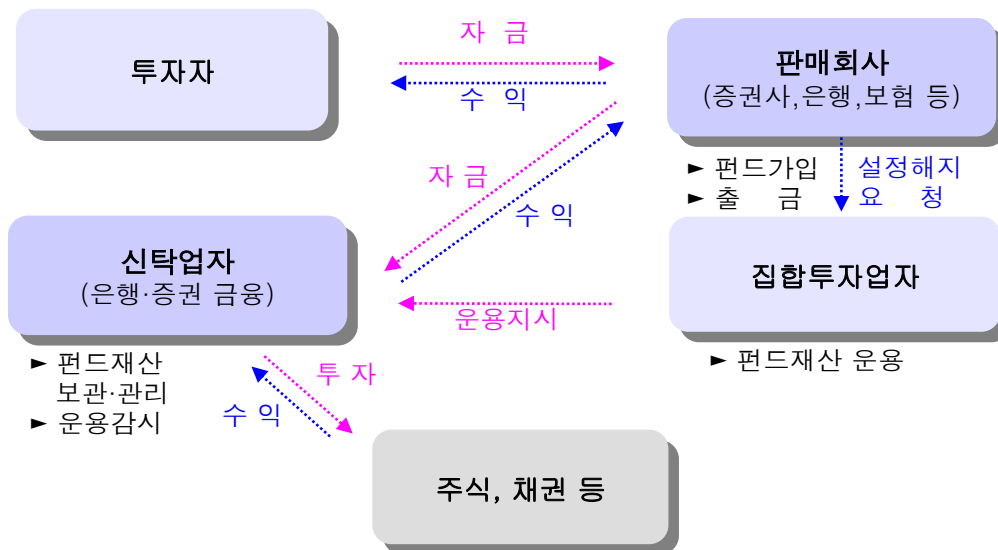 투자자
자 금
수 익
판매회사
(증권사,은행,보험 등)
► 펀드가입
► 출 금
설정해지
요 청
자 금
수 익
신탁업자
(은행·증권 금융)
► 펀드재산
보관·관리
► 운용감시
운용지시
집합투자업자
► 펀드재산 운용
투 자
수 익
주식, 채권 등